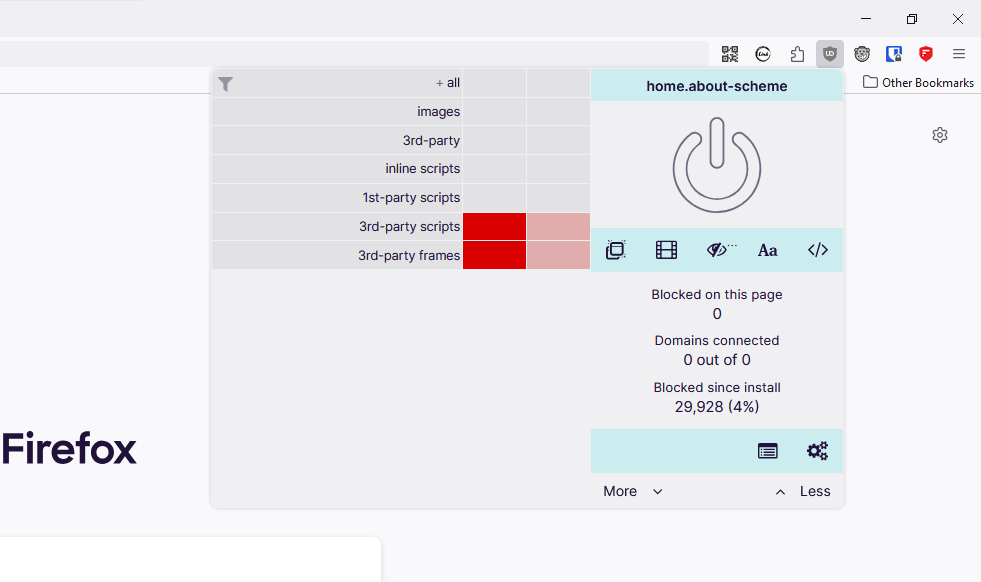 Other Bookmarks
+ all
images
3rd-party
inline scripts
1st-party scripts
3rd-party scripts
3rd-party frames
home.about-scheme
Aa
</>
Blocked on this page
0
Domains connected
0 out of 0
Blocked since install
29,928 (4%)
More
Less
Firefox